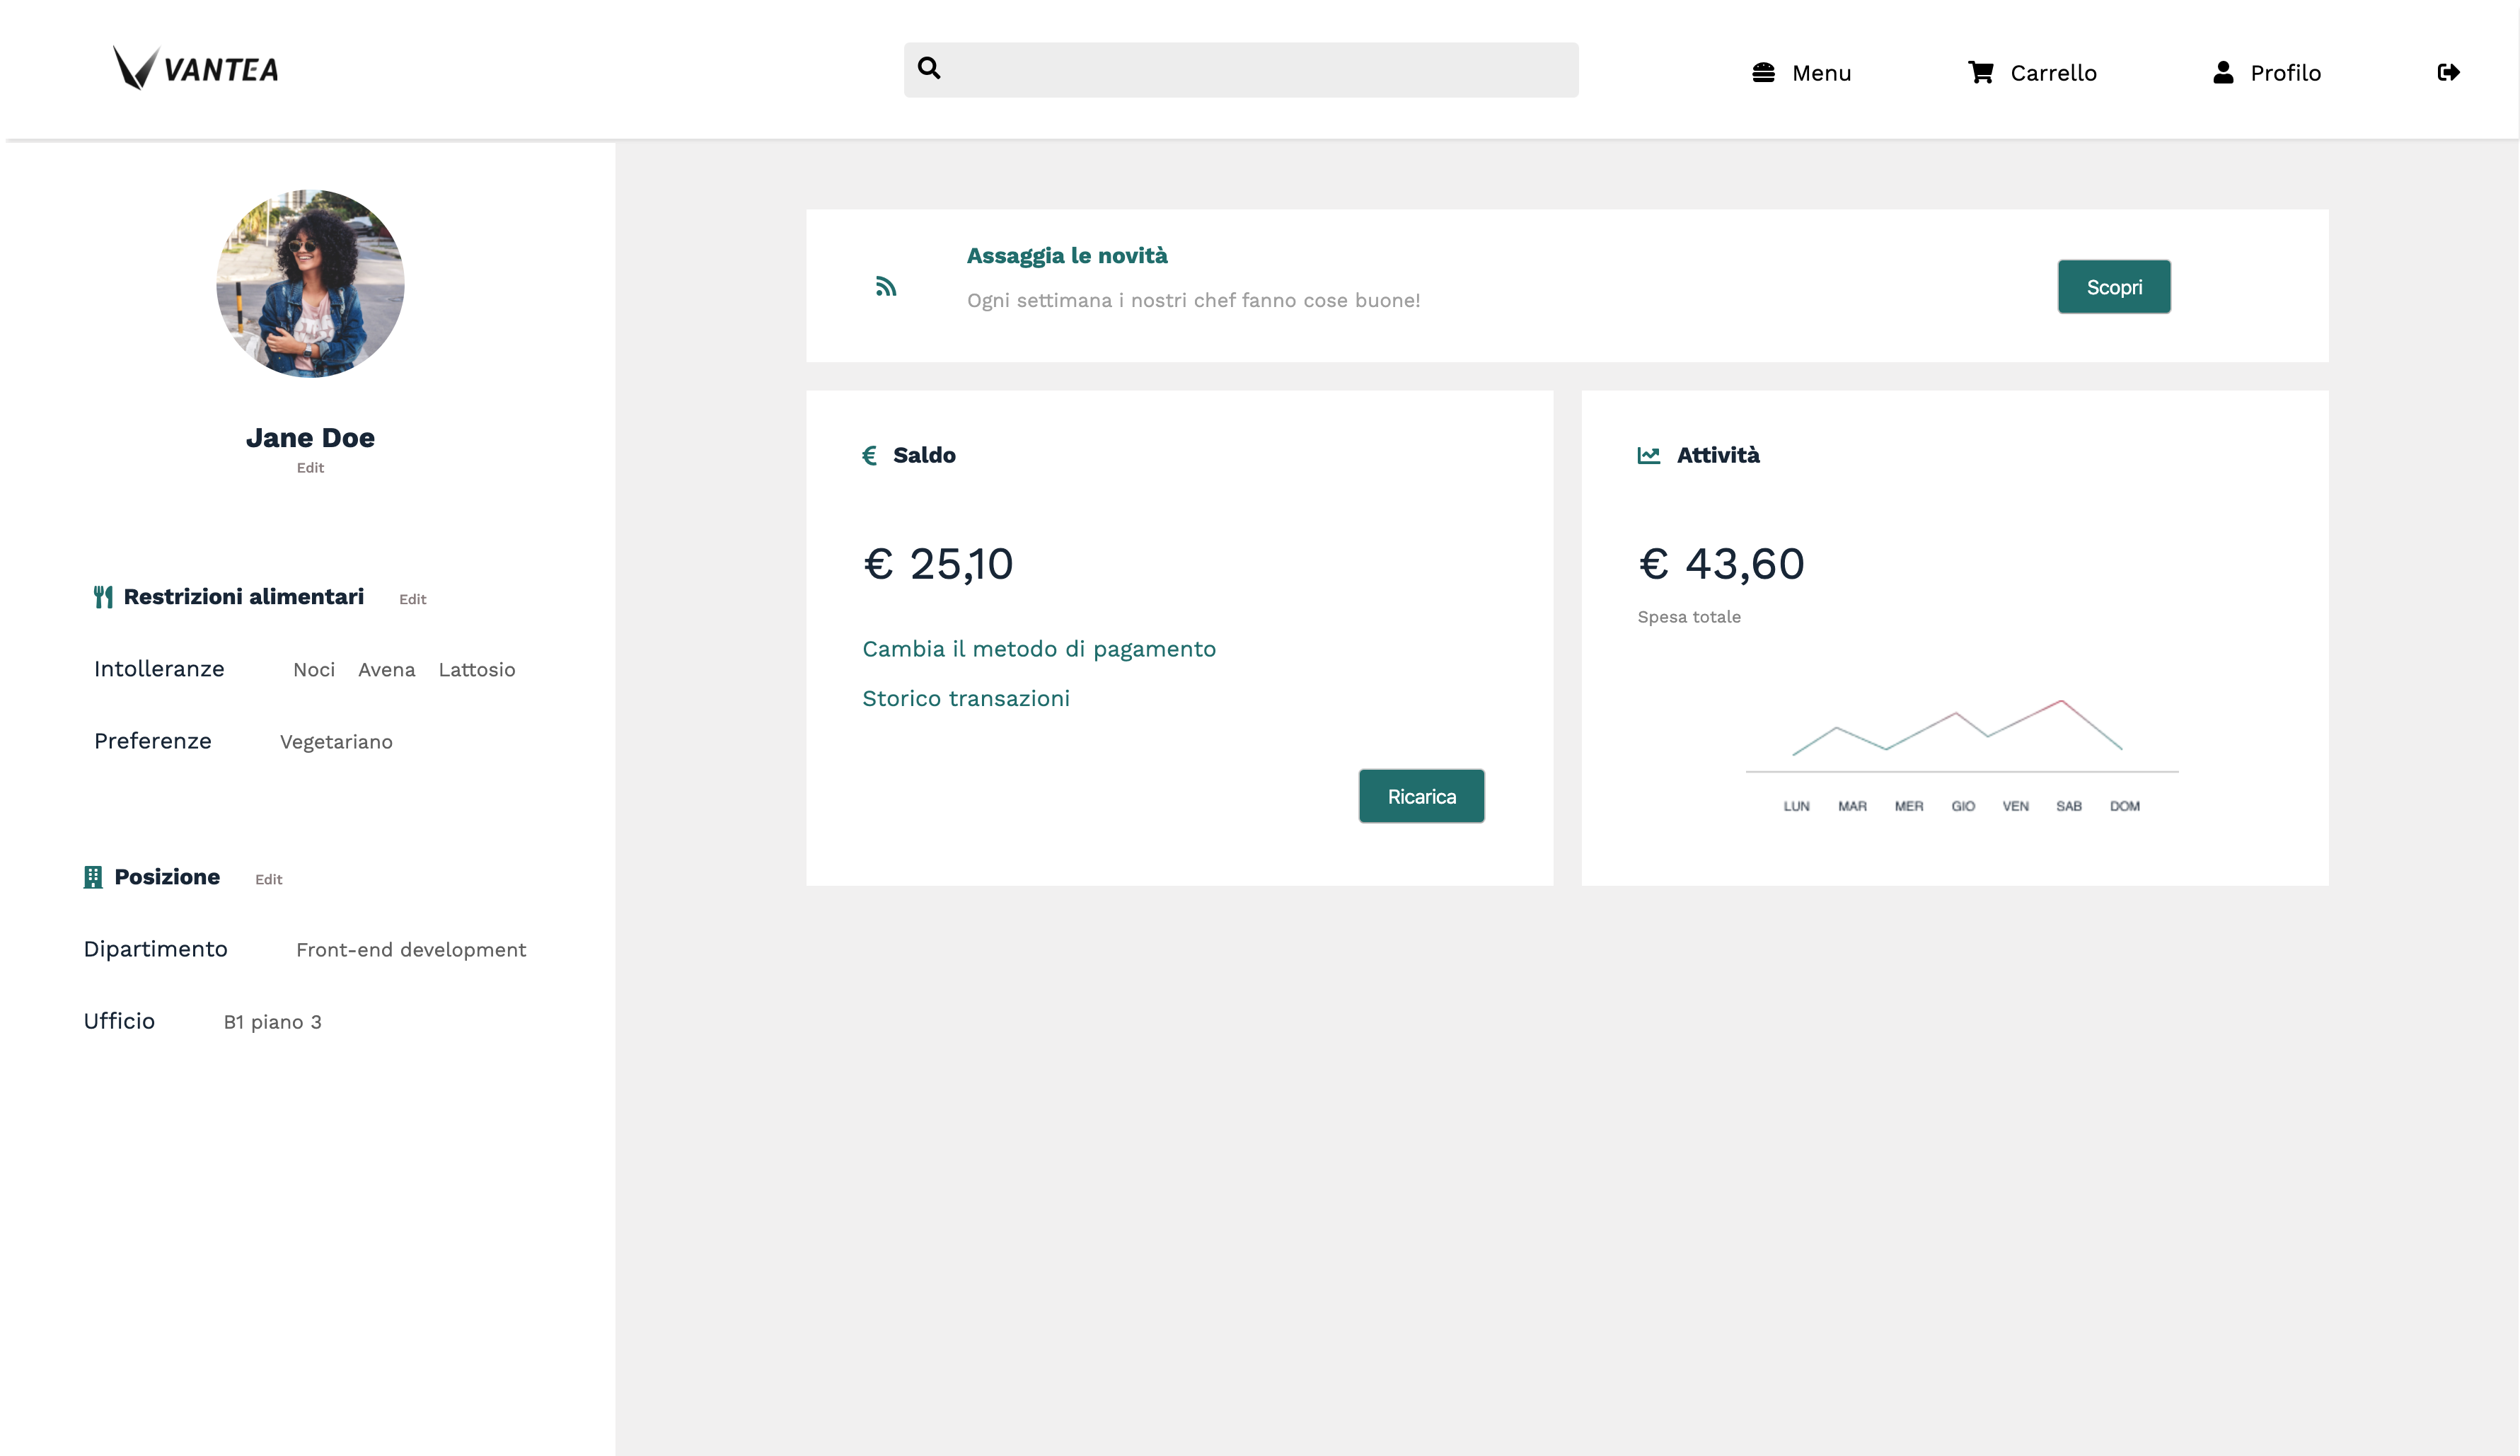 VANTEA
Menu
Carrello
Profilo
Jane Doe
Edit
Restrizioni alimentari Edit
Intolleranze Noci Avena Lattosio
Preferenze Vegetariano
Posizione Edit
Dipartimento Front-end development
Ufficio B1 piano 3
Assaggia le novità
Ogni settimana i nostri chef fanno cose buone!
Scopri
€ Saldo
€ 25,10
Cambia il metodo di pagamento
Storico transazioni
Ricarica
Attività
€ 43,60
Spesa totale
LUN MAR MER GIO VEN SAB DOM